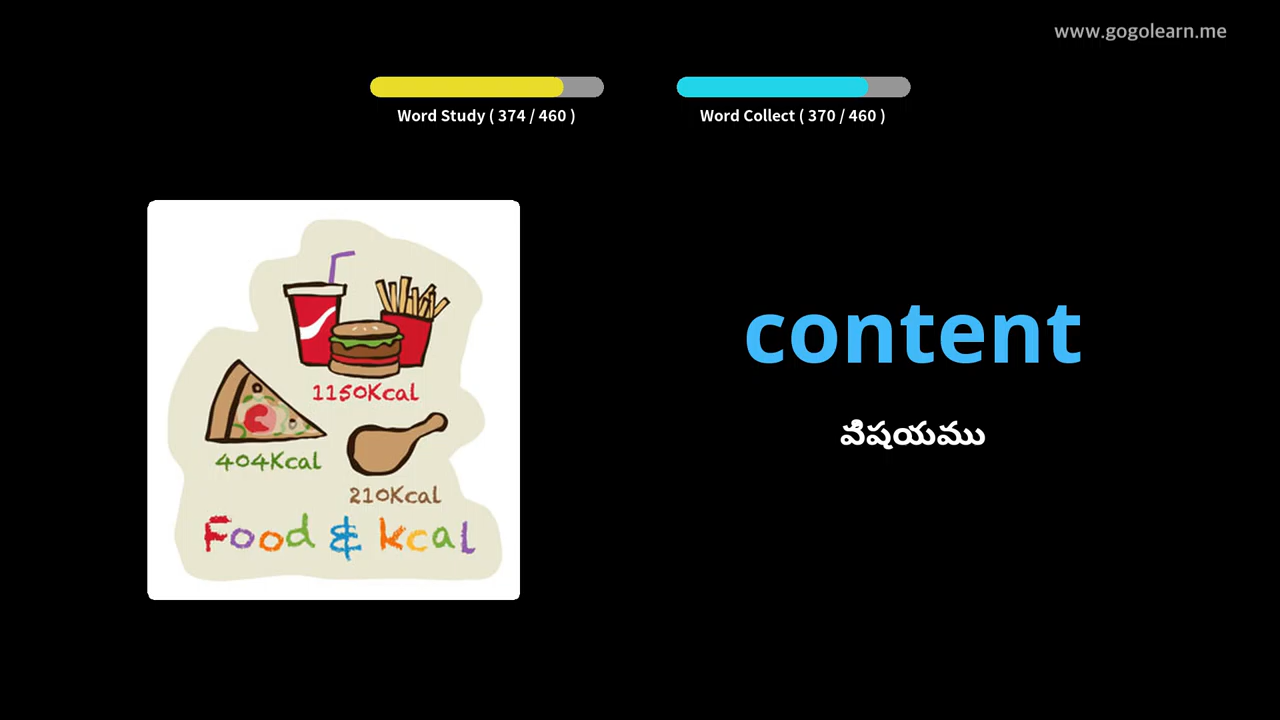 www.gogolearn.me
Word Study ( 374 / 460 )
Word Collect ( 370 / 460 )
1150Kcal
404Kcal
210Kcal
Food & kcal
content
విషయము